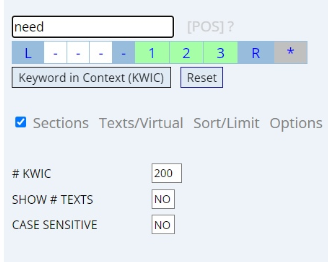 need [POS] ?
L - - - - 1 2 3 R *
Keyword in Context (KWIC) Reset
Sections Texts/Virtual Sort/Limit Options
# KWIC 200
SHOW # TEXTS NO
CASE SENSITIVE NO